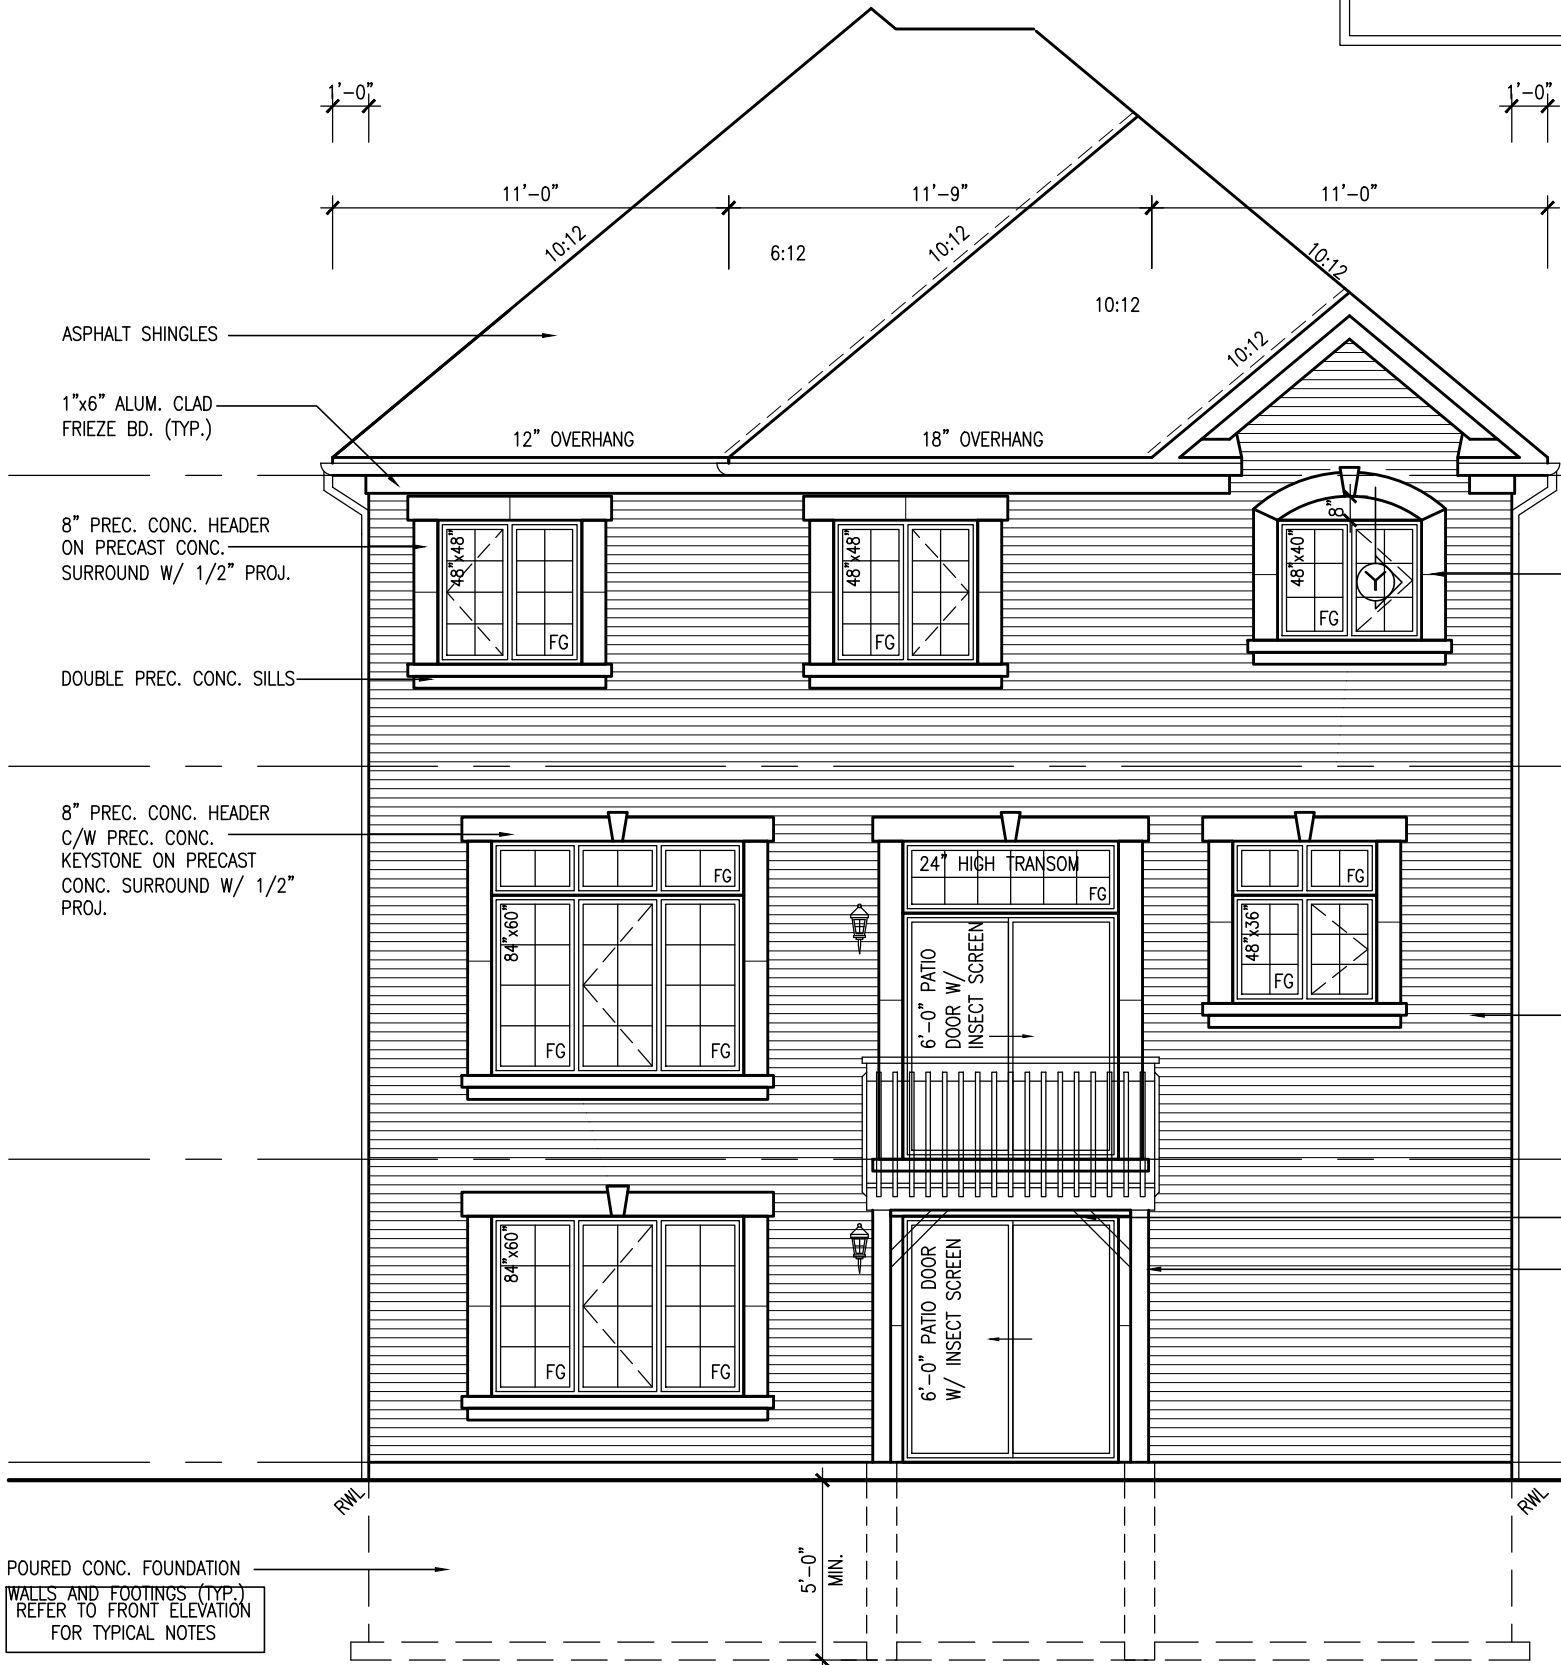 1'-0"
1'-0"
11'-0"
11'-9"
11'-0"
10:12
6:12
10:12
10:12
10:12
10:12
ASPHALT SHINGLES
1"x6" ALUM. CLAD
FRIEZE BD. (TYP.)
12" OVERHANG
18" OVERHANG
8" PREC. CONC. HEADER
ON PRECAST CONC.
SURROUND W/ 1/2" PROJ.
48"x48"
FG
48"x48"
FG
8"
48"x40"
FG
Y
DOUBLE PREC. CONC. SILLS
8" PREC. CONC. HEADER
C/W PREC. CONC.
KEYSTONE ON PRECAST
CONC. SURROUND W/ 1/2"
PROJ.
FG
84"x60"
FG
FG
24" HIGH TRANSOM
FG
6'-0" PATIO
DOOR W/
INSECT SCREEN
FG
48"x36"
FG
84"x60"
FG
FG
6'-0" PATIO DOOR
W/ INSECT SCREEN
RWL
RWL
5'-0"
MIN.
POURED CONC. FOUNDATION
WALLS AND FOOTINGS (TYP.)
REFER TO FRONT ELEVATION
FOR TYPICAL NOTES